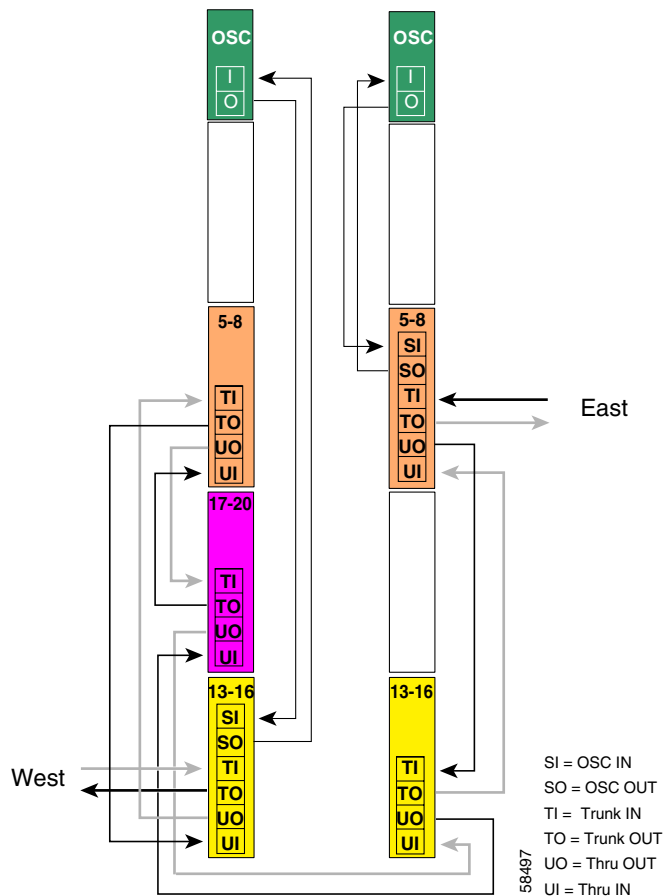 OSC
I
O
5-8
TI
TO
UO
UI
17-20
TI
TO
UO
UI
13-16
SI
SO
TI
TO
UO
UI
West
OSC
I
O
5-8
SI
SO
TI
TO
UO
UI
East
13-16
TI
TO
UO
UI
SI = OSC IN
SO = OSC OUT
TI = Trunk IN
TO = Trunk OUT
UO = Thru OUT
UI = Thru IN
58497